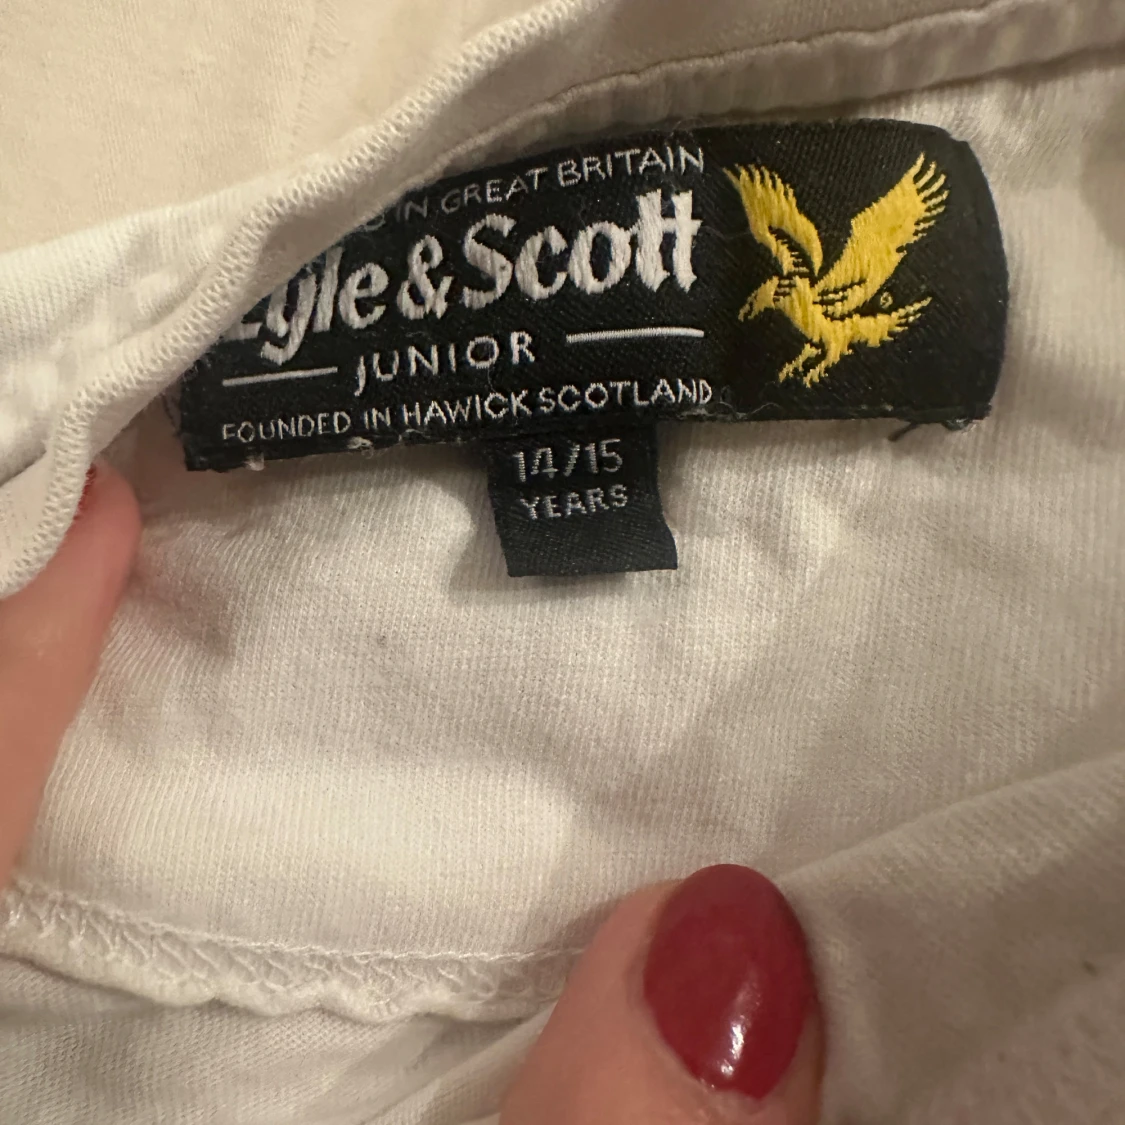 IN GREAT BRITAIN
Lyle & Scott
JUNIOR
FOUNDED IN HAWICK SCOTLAND
14/15
YEARS